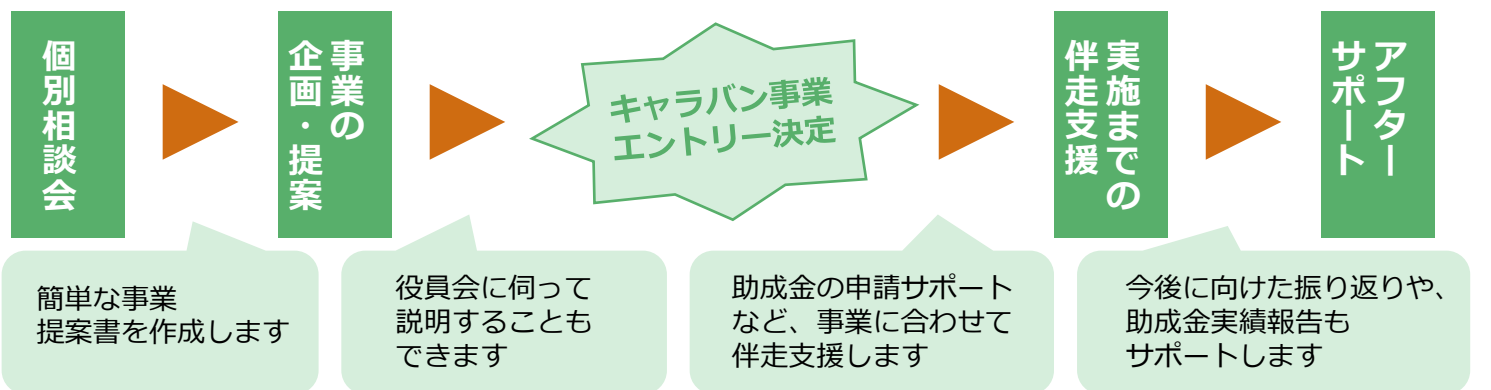 個別相談会
事業の
企画・提案
キャラバン事業
エントリー決定
実施までの
伴走支援
アフター
サポート
簡単な事業
提案書を作成します
役員会に伺って
説明することも
できます
助成金の申請サポート
など、事業に合わせて
伴走支援します
今後に向けた振り返りや、
助成金実績報告も
サポートします